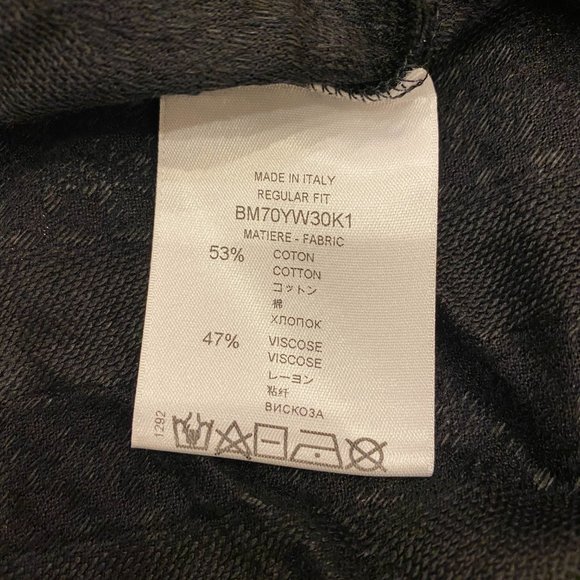 MADE IN ITALY
REGULAR FIT
BM70YW30K1
MATIERE - FABRIC
53% COTON
COTTON
コットン
棉
ХЛОПОК
47% VISCOSE
VISCOSE
レーヨン
粘纤
ВИСКОЗА
1292